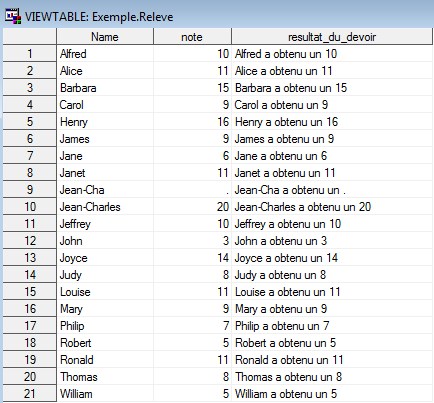 VIEWTABLE: Exemple.Releve
Name note resultat_du_devoir
1 Alfred 10 Alfred a obtenu un 10
2 Alice 11 Alice a obtenu un 11
3 Barbara 15 Barbara a obtenu un 15
4 Carol 9 Carol a obtenu un 9
5 Henry 16 Henry a obtenu un 16
6 James 9 James a obtenu un 9
7 Jane 6 Jane a obtenu un 6
8 Janet 11 Janet a obtenu un 11
9 Jean-Cha . Jean-Cha a obtenu un .
10 Jean-Charles 20 Jean-Charles a obtenu un 20
11 Jeffrey 10 Jeffrey a obtenu un 10
12 John 3 John a obtenu un 3
13 Joyce 14 Joyce a obtenu un 14
14 Judy 8 Judy a obtenu un 8
15 Louise 11 Louise a obtenu un 11
16 Mary 9 Mary a obtenu un 9
17 Philip 7 Philip a obtenu un 7
18 Robert 5 Robert a obtenu un 5
19 Ronald 11 Ronald a obtenu un 11
20 Thomas 8 Thomas a obtenu un 8
21 William 5 William a obtenu un 5